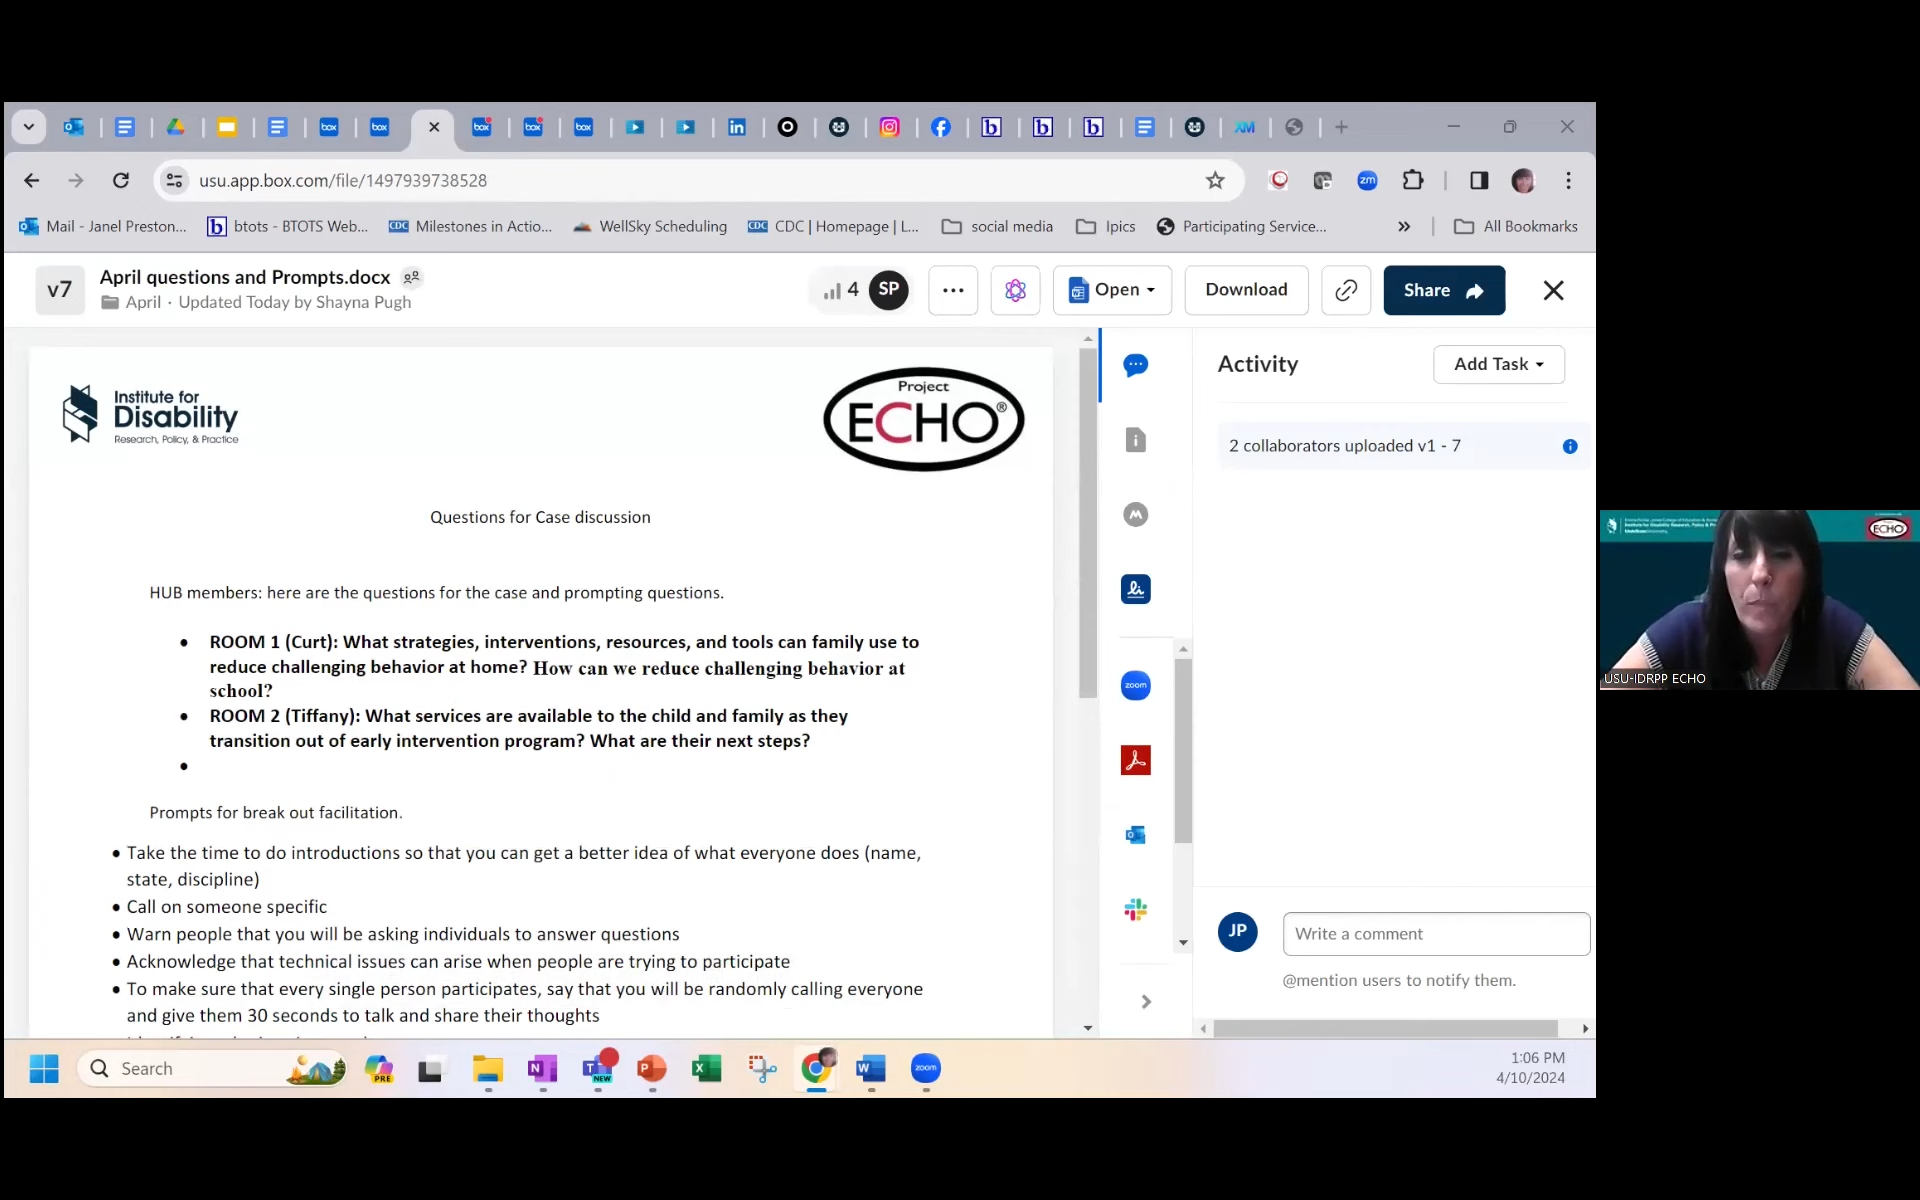 usu.app.box.com/file/1497939738528
Mail - Janel Preston...
btots - BTOTS Web...
CDC
Milestones in Actio...
WellSky Scheduling
CDC
CDC | Homepage | L...
social media
Ipics
Participating Service...
All Bookmarks
v7
April questions and Prompts.docx
April · Updated Today by Shayna Pugh
4
SP
Open
Download
Share
Institute for
Disability
Research, Policy, & Practice
Project
ECHO®
Activity
Add Task
2 collaborators uploaded v1 - 7
Questions for Case discussion
HUB members: here are the questions for the case and prompting questions.
• ROOM 1 (Curt): What strategies, interventions, resources, and tools can family use to
reduce challenging behavior at home? How can we reduce challenging behavior at
school?
• ROOM 2 (Tiffany): What services are available to the child and family as they
transition out of early intervention program? What are their next steps?
•
Prompts for break out facilitation.
• Take the time to do introductions so that you can get a better idea of what everyone does (name,
state, discipline)
• Call on someone specific
• Warn people that you will be asking individuals to answer questions
• Acknowledge that technical issues can arise when people are trying to participate
• To make sure that every single person participates, say that you will be randomly calling everyone
and give them 30 seconds to talk and share their thoughts
zoom
JP
Write a comment
@mention users to notify them.
ECHO
USU-IDRPP ECHO
Search
PRE
NEW
zoom
1:06 PM
4/10/2024